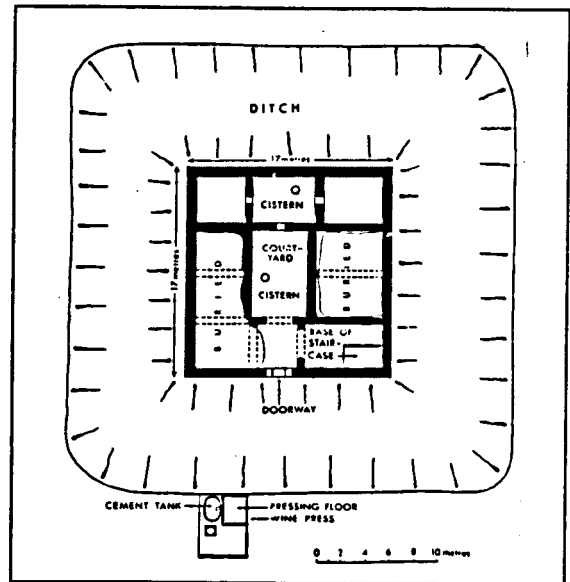 DITCH
17 metres
CISTERN
COURT-
YARD
CISTERN
17 metres
BURIED
BURIED
BASE OF
STAIR-
CASE
DOORWAY
CEMENT TANK
PRESSING FLOOR
WINE PRESS
0 2 4 6 8 10 metres